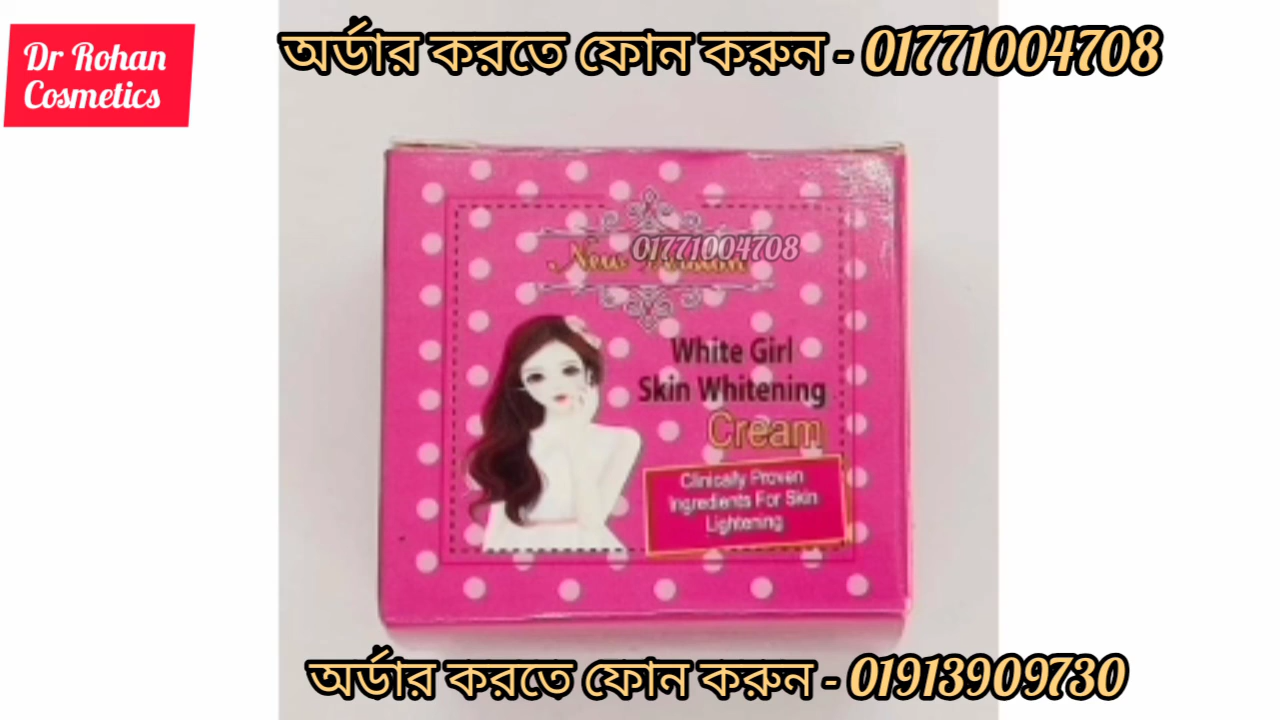 Dr Rohan
Cosmetics
অর্ডার করতে ফোন করুন - 01771004708
01771004708
New
White Girl
Skin Whitening
Cream
Clinically Proven
Ingredients For Skin
Lightening
অর্ডার করতে ফোন করুন - 01913909730